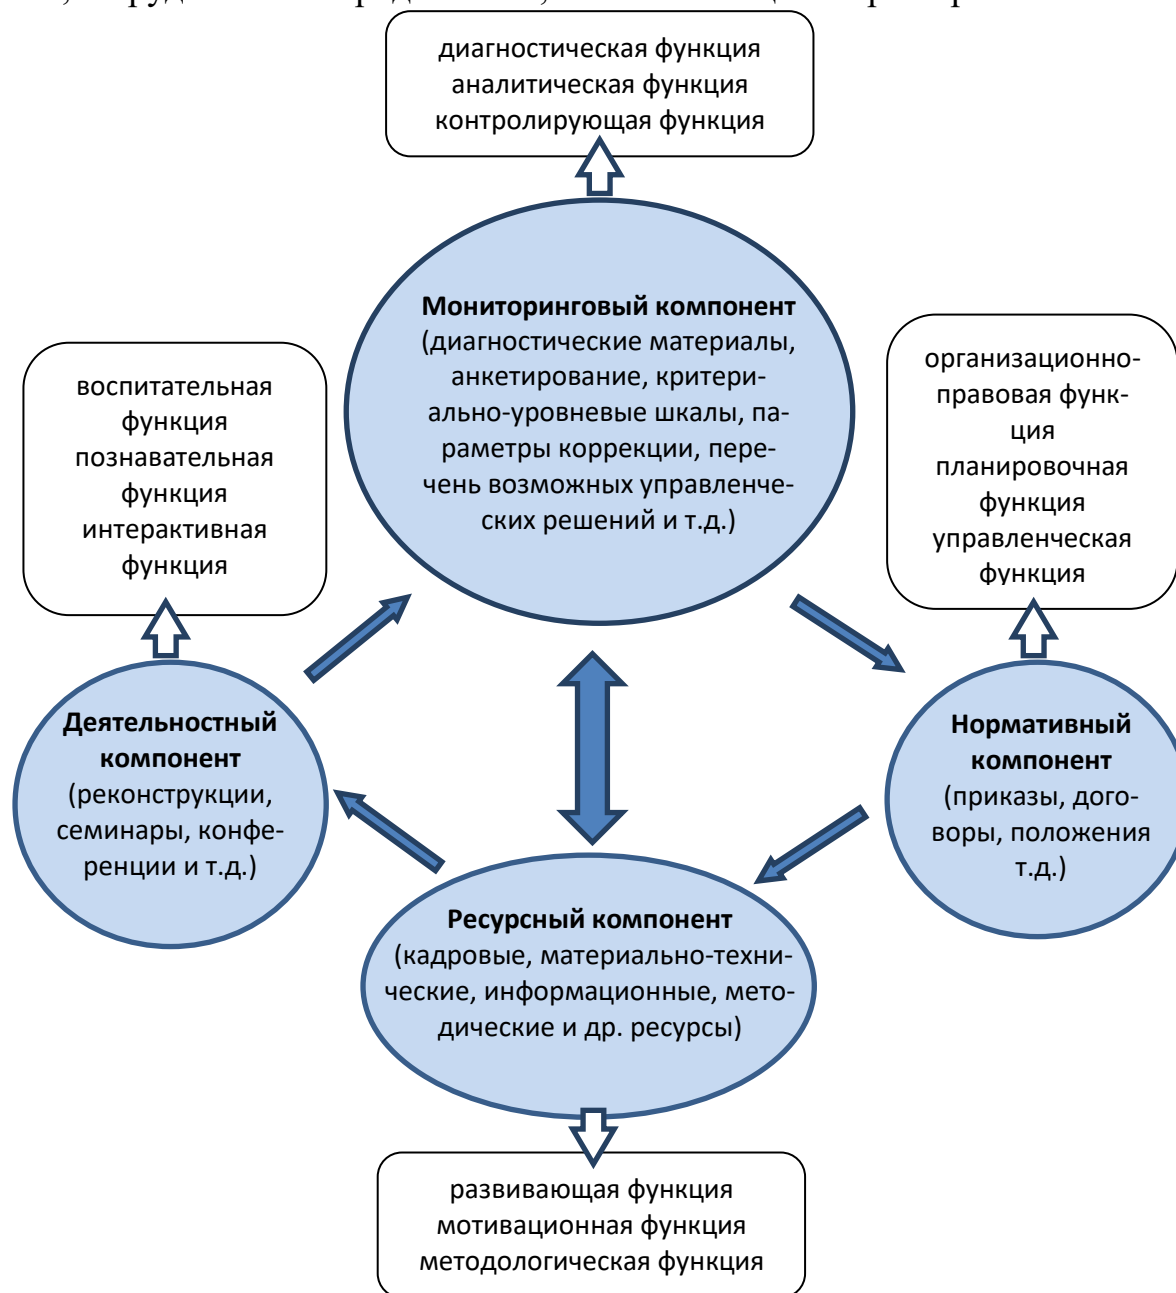 диагностическая функция
аналитическая функция
контролирующая функция
Мониторинговый компонент
(диагностические материалы,
анкетирование, критери-
ально-уровневые шкалы, па-
раметры коррекции, пере-
чень возможных управленче-
ских решений и т.д.)
воспитательная
функция
познавательная
функция
интерактивная
функция
организационно-
правовая функ-
ция
планировочная
функция
управленческая
функция
Деятельностный
компонент
(реконструкции,
семинары, конфе-
ренции и т.д.)
Нормативный
компонент
(приказы, дого-
воры, положения
т.д.)
Ресурсный компонент
(кадровые, материально-техни-
ческие, информационные, мето-
дические и др. ресурсы)
развивающая функция
мотивационная функция
методологическая функция